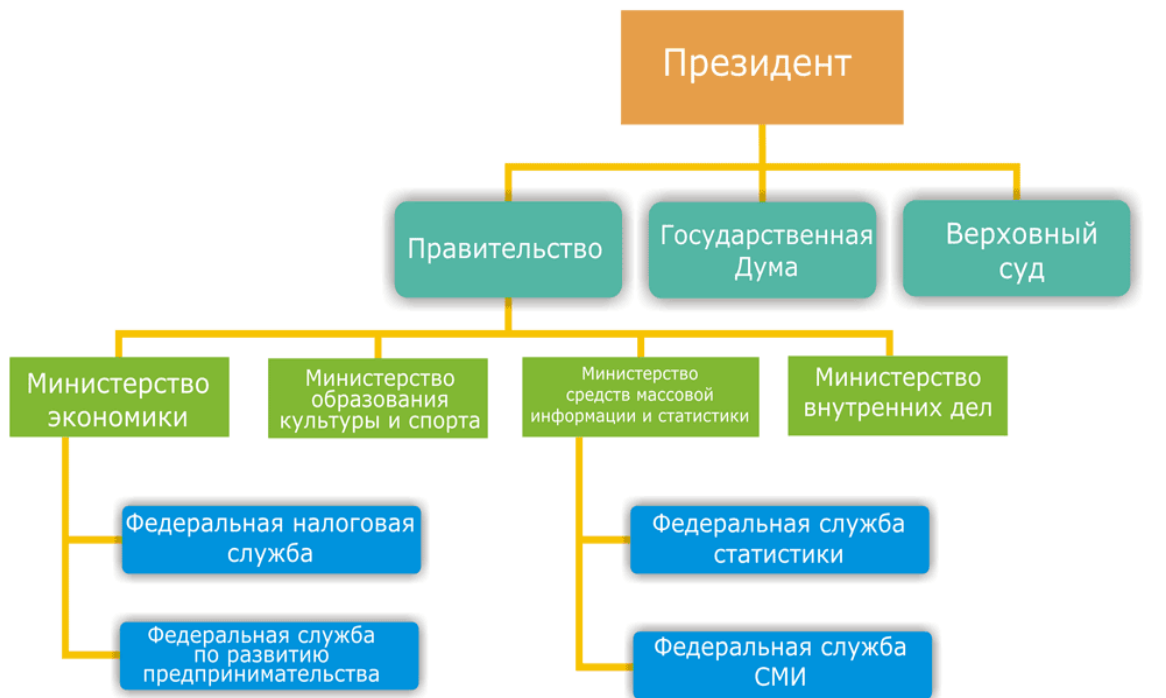 Президент
Правительство
Государственная
Дума
Верховный
суд
Министерство
экономики
Министерство
образования
культуры и спорта
Министерство
средств массовой
информации и статистики
Министерство
внутренних дел
Федеральная налоговая
служба
Федеральная служба
по развитию
предпринимательства
Федеральная служба
статистики
Федеральная служба
СМИ